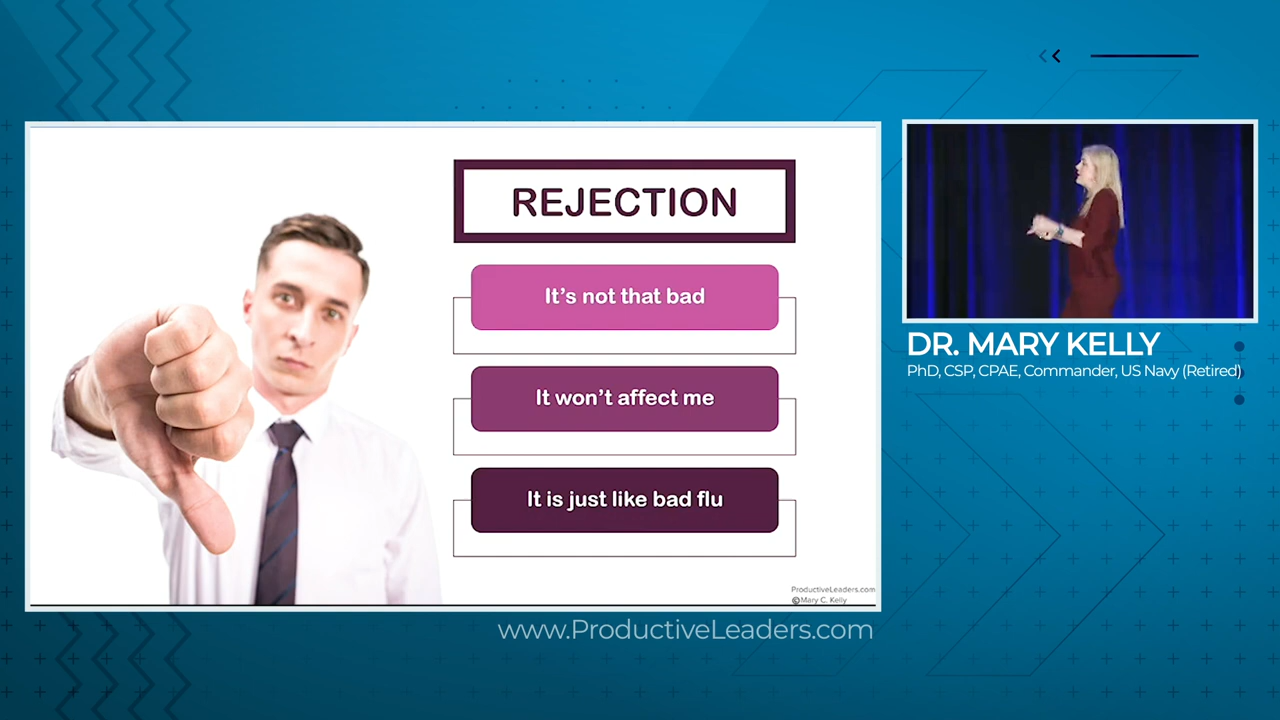 REJECTION
It's not that bad
It won't affect me
It is just like bad flu
ProductiveLeaders.com
©Mary C. Kelly
DR. MARY KELLY
PhD, CSP, CPAE, Commander, US Navy (Retired)
www.ProductiveLeaders.com